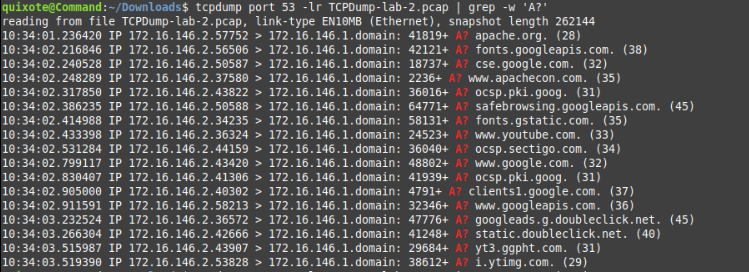 quixote@Command:~/Downloads$ tcpdump port 53 -lr TCPDump-lab-2.pcap | grep -w 'A?'
reading from file TCPDump-lab-2.pcap, link-type EN10MB (Ethernet), snapshot length 262144
10:34:01.236420 IP 172.16.146.2.57752 > 172.16.146.1.domain: 41819+ A? apache.org. (28)
10:34:02.216846 IP 172.16.146.2.56506 > 172.16.146.1.domain: 42121+ A? fonts.googleapis.com. (38)
10:34:02.240528 IP 172.16.146.2.50587 > 172.16.146.1.domain: 18737+ A? cse.google.com. (32)
10:34:02.248289 IP 172.16.146.2.37580 > 172.16.146.1.domain: 2236+ A? www.apachecon.com. (35)
10:34:02.317850 IP 172.16.146.2.43822 > 172.16.146.1.domain: 36016+ A? ocsp.pki.goog. (31)
10:34:02.386235 IP 172.16.146.2.50588 > 172.16.146.1.domain: 64771+ A? safebrowsing.googleapis.com. (45)
10:34:02.414988 IP 172.16.146.2.34235 > 172.16.146.1.domain: 58131+ A? fonts.gstatic.com. (35)
10:34:02.433398 IP 172.16.146.2.36324 > 172.16.146.1.domain: 24523+ A? www.youtube.com. (33)
10:34:02.531284 IP 172.16.146.2.44159 > 172.16.146.1.domain: 36040+ A? ocsp.sectigo.com. (34)
10:34:02.799117 IP 172.16.146.2.43420 > 172.16.146.1.domain: 48802+ A? www.google.com. (32)
10:34:02.830407 IP 172.16.146.2.41306 > 172.16.146.1.domain: 41939+ A? ocsp.pki.goog. (31)
10:34:02.905000 IP 172.16.146.2.40302 > 172.16.146.1.domain: 4791+ A? clients1.google.com. (37)
10:34:02.911591 IP 172.16.146.2.58213 > 172.16.146.1.domain: 32346+ A? www.googleapis.com. (36)
10:34:03.232524 IP 172.16.146.2.36572 > 172.16.146.1.domain: 47776+ A? googleads.g.doubleclick.net. (45)
10:34:03.266304 IP 172.16.146.2.42666 > 172.16.146.1.domain: 41248+ A? static.doubleclick.net. (40)
10:34:03.515987 IP 172.16.146.2.43907 > 172.16.146.1.domain: 29684+ A? yt3.ggpht.com. (31)
10:34:03.519390 IP 172.16.146.2.53828 > 172.16.146.1.domain: 38612+ A? i.ytimg.com. (29)